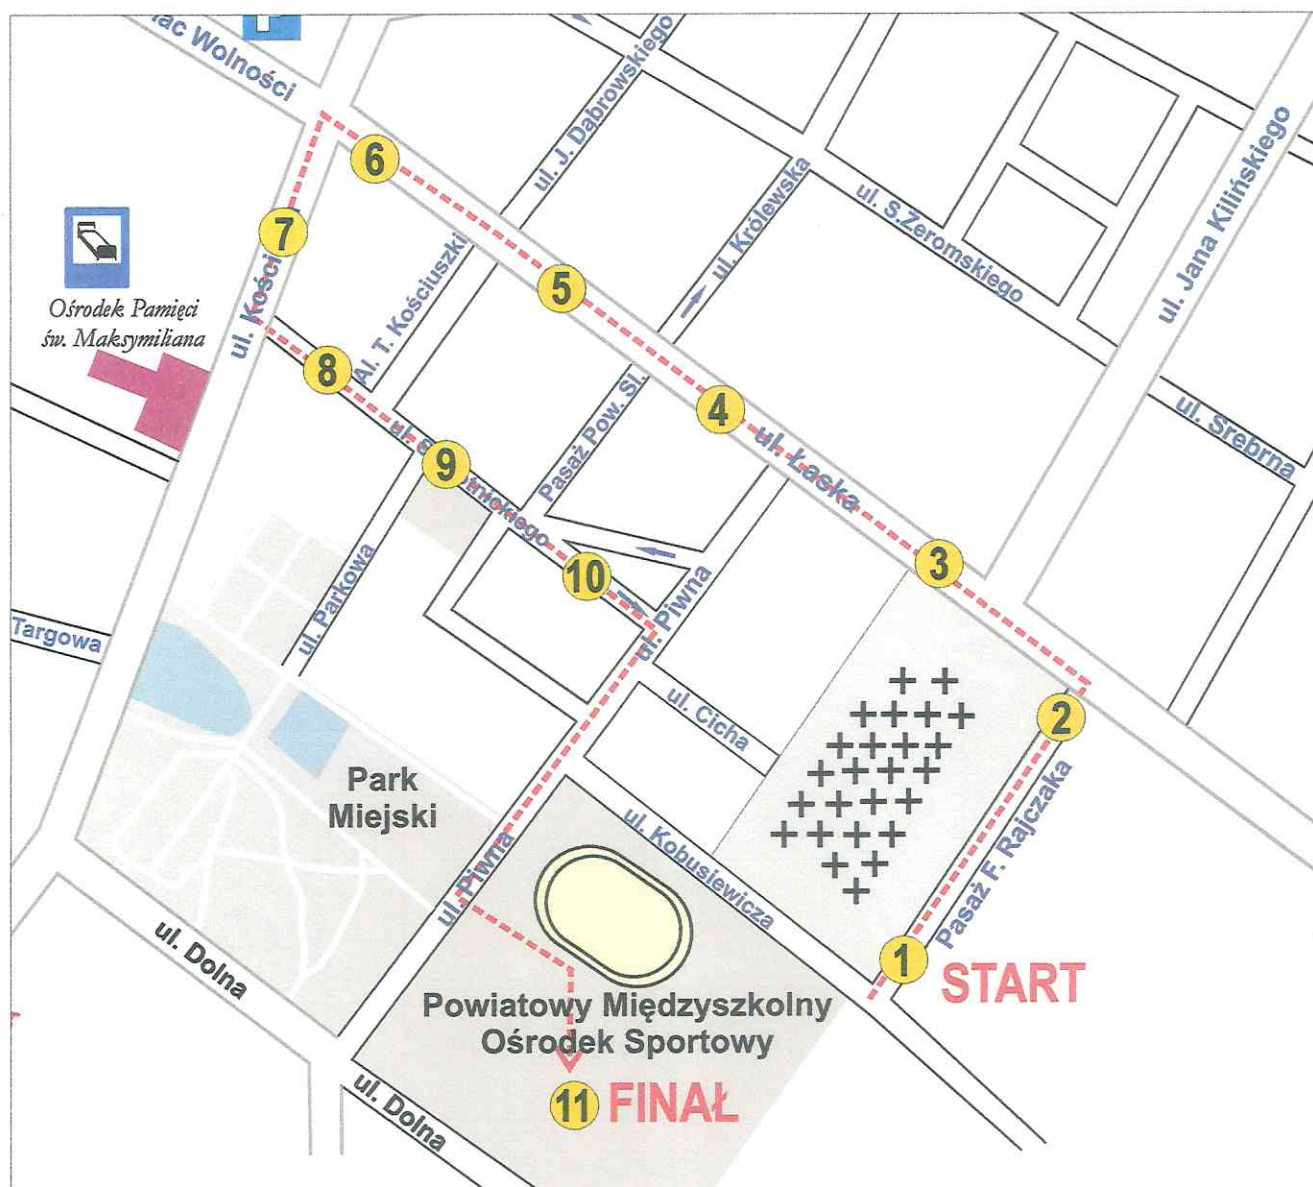 Wolności
P
ul. J. Dąbrowskiego
6
ul. Królewska
ul. S.Żeromskiego
ul. Jana Kilińskiego
7
5
Ośrodek Pamięci
św. Maksymiliana
Al. T. Kościuszki
8
4
Pasaż Pow. Śl.
ul. Łaska
ul. Srebrna
9
3
10
ul. Parkowa
ul. Piwna
Targowa
ul. Cicha
2
Park
Miejski
ul. Kobusiewicza
ul. Piwna
Pasaż F. Rajczaka
1
START
ul. Dolna
Powiatowy Międzyszkolny
Ośrodek Sportowy
11 FINAŁ
ul. Dolna